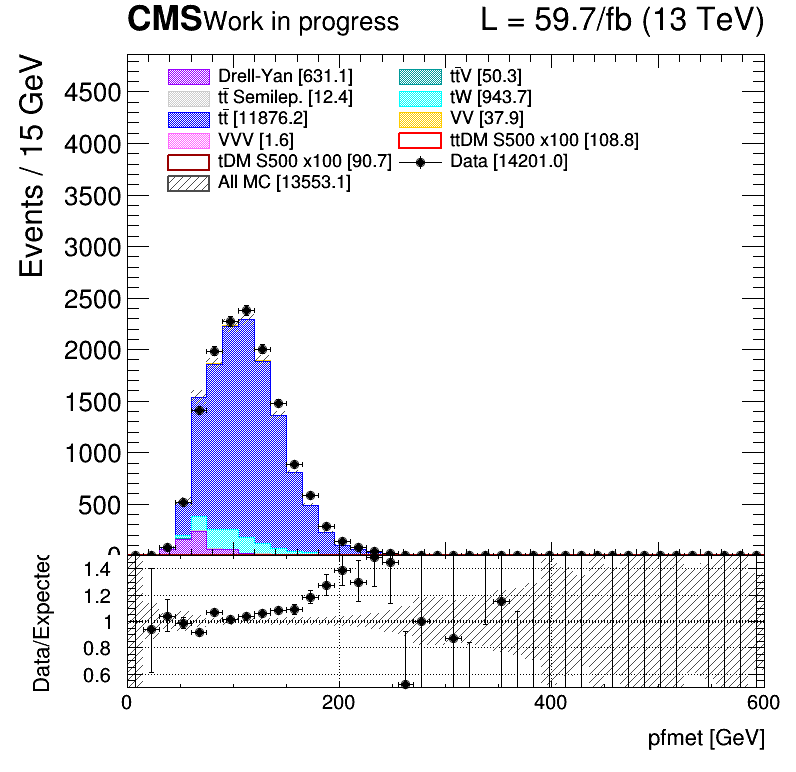 CMS Work in progress L = 59.7/fb (13 TeV)
Events / 15 GeV
4500
4000
3500
3000
2500
2000
1500
1000
500
0
Drell-Yan [631.1]
tt̄V [50.3]
tt̄ Semilep. [12.4]
tW [943.7]
tt̄ [11876.2]
VV [37.9]
VVV [1.6]
ttDM S500 x100 [108.8]
tDM S500 x100 [90.7]
Data [14201.0]
All MC [13553.1]
Data/Expected
1.4
1.2
1
0.8
0.6
0 200 400 600
pfmet [GeV]